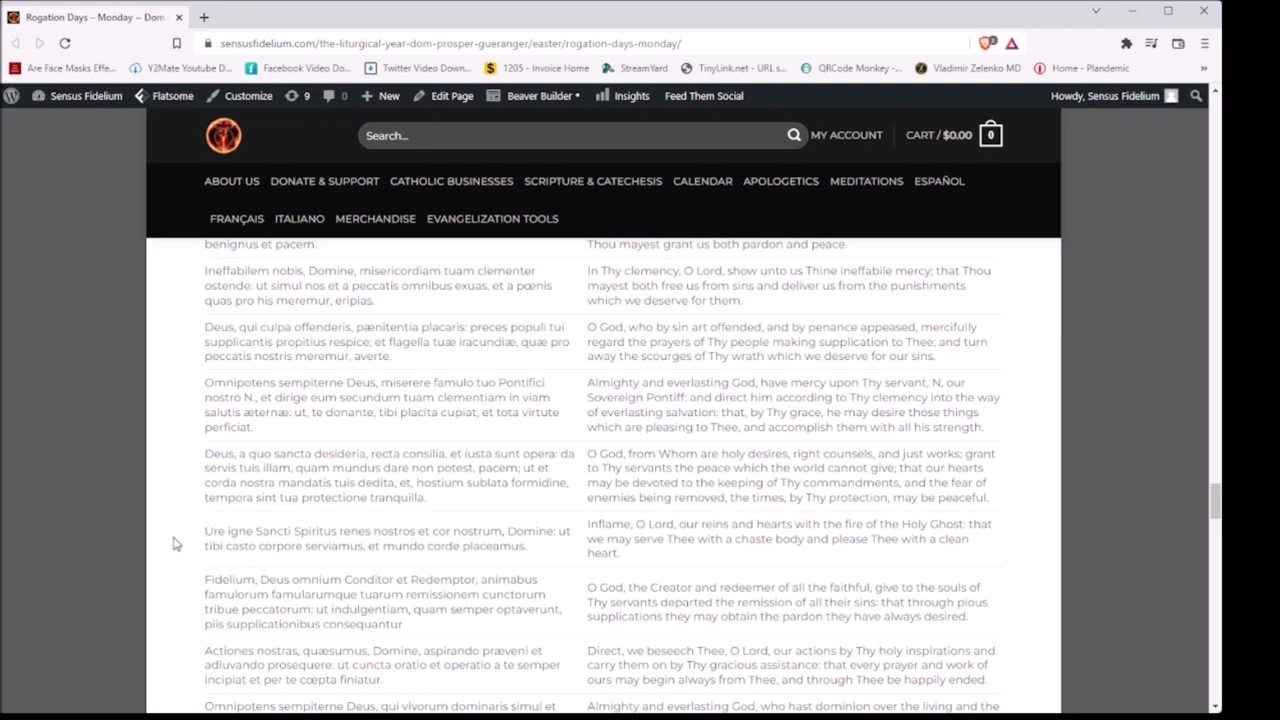 Rogation Days – Monday – Dom
sensusfidelium.com/the-liturgical-year-dom-prosper-gueranger/easter/rogation-days-monday/
2
Are Face Masks Effe...
Y2Mate Youtube D...
Facebook Video Do...
Twitter Video Down...
1205 - Invoice Home
StreamYard
TinyLink.net - URL s...
QRCode Monkey -...
Vladimir Zelenko MD
Home - Plandemic
»
Sensus Fidelium
Flatsome
Customize
9
0
New
Edit Page
Beaver Builder
Insights
Feed Them Social
Howdy, Sensus Fidelium
Search...
MY ACCOUNT
CART / $0.00
0
ABOUT US
DONATE & SUPPORT
CATHOLIC BUSINESSES
SCRIPTURE & CATECHESIS
CALENDAR
APOLOGETICS
MEDITATIONS
ESPAÑOL
FRANÇAIS
ITALIANO
MERCHANDISE
EVANGELIZATION TOOLS
benignus et pacem.
Thou mayest grant us both pardon and peace.
Ineffabilem nobis, Domine, misericordiam tuam clementer
ostende: ut simul nos et a peccatis omnibus exuas, et a pœnis
quas pro his meremur, eripias.
In Thy clemency, O Lord, show unto us Thine ineffabile mercy; that Thou
mayest both free us from sins and deliver us from the punishments
which we deserve for them.
Deus, qui culpa offenderis, pænitentia placaris: preces populi tui
supplicantis propitius respice; et flagella tuæ iracundiæ, quæ pro
peccatis nostris meremur, averte.
O God, who by sin art offended, and by penance appeased, mercifully
regard the prayers of Thy people making supplication to Thee; and turn
away the scourges of Thy wrath which we deserve for our sins.
Omnipotens sempiterne Deus, miserere famulo tuo Pontifici
nostro N., et dirige eum secundum tuam clementiam in viam
salutis æternæ: ut, te donante, tibi placita cupiat, et tota virtute
perficiat.
Almighty and everlasting God, have mercy upon Thy servant, N, our
Sovereign Pontiff: and direct him according to Thy clemency into the way
of everlasting salvation: that, by Thy grace, he may desire those things
which are pleasing to Thee, and accomplish them with all his strength.
Deus, a quo sancta desideria, recta consilia, et iusta sunt opera: da
servis tuis illam, quam mundus dare non potest, pacem; ut et
corda nostra mandatis tuis dedita, et, hostium sublata formidine,
tempora sint tua protectione tranquilla.
O God, from Whom are holy desires, right counsels, and just works: grant
to Thy servants the peace which the world cannot give; that our hearts
may be devoted to the keeping of Thy commandments, and the fear of
enemies being removed, the times, by Thy protection, may be peaceful.
Ure igne Sancti Spiritus renes nostros et cor nostrum, Domine: ut
tibi casto corpore serviamus, et mundo corde placeamus.
Inflame, O Lord, our reins and hearts with the fire of the Holy Ghost: that
we may serve Thee with a chaste body and please Thee with a clean
heart.
Fidelium, Deus omnium Conditor et Redemptor, animabus
famulorum famularumque tuarum remissionem cunctorum
tribue peccatorum: ut indulgentiam, quam semper optaverunt,
piis supplicationibus consequantur
O God, the Creator and redeemer of all the faithful, give to the souls of
Thy servants departed the remission of all their sins: that through pious
supplications they may obtain the pardon they have always desired.
Actiones nostras, quæsumus, Domine, aspirando præveni et
adiuvando prosequere: ut cuncta oratio et operatio a te semper
incipiat et per te cœpta finiatur.
Direct, we beseech Thee, O Lord, our actions by Thy holy inspirations and
carry them on by Thy gracious assistance: that every prayer and work of
ours may begin always from Thee, and through Thee be happily ended.
Omnipotens sempiterne Deus, qui vivorum dominaris simul et
Almighty and everlasting God, who hast dominion over the living and the